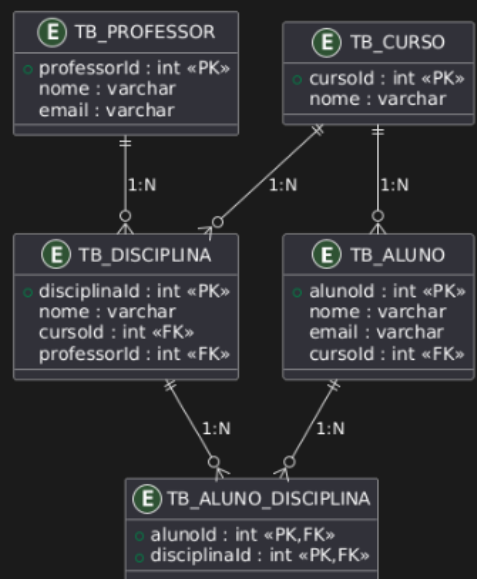 E TB_PROFESSOR
professorId : int «PK»
nome : varchar
email : varchar
E TB_CURSO
cursoId : int «PK»
nome : varchar
1:N
1:N
1:N
E TB_DISCIPLINA
disciplinaId : int «PK»
nome : varchar
cursoId : int «FK»
professorId : int «FK»
E TB_ALUNO
alunoId : int «PK»
nome : varchar
email : varchar
cursoId : int «FK»
1:N
1:N
E TB_ALUNO_DISCIPLINA
alunoId : int «PK,FK»
disciplinaId : int «PK,FK»